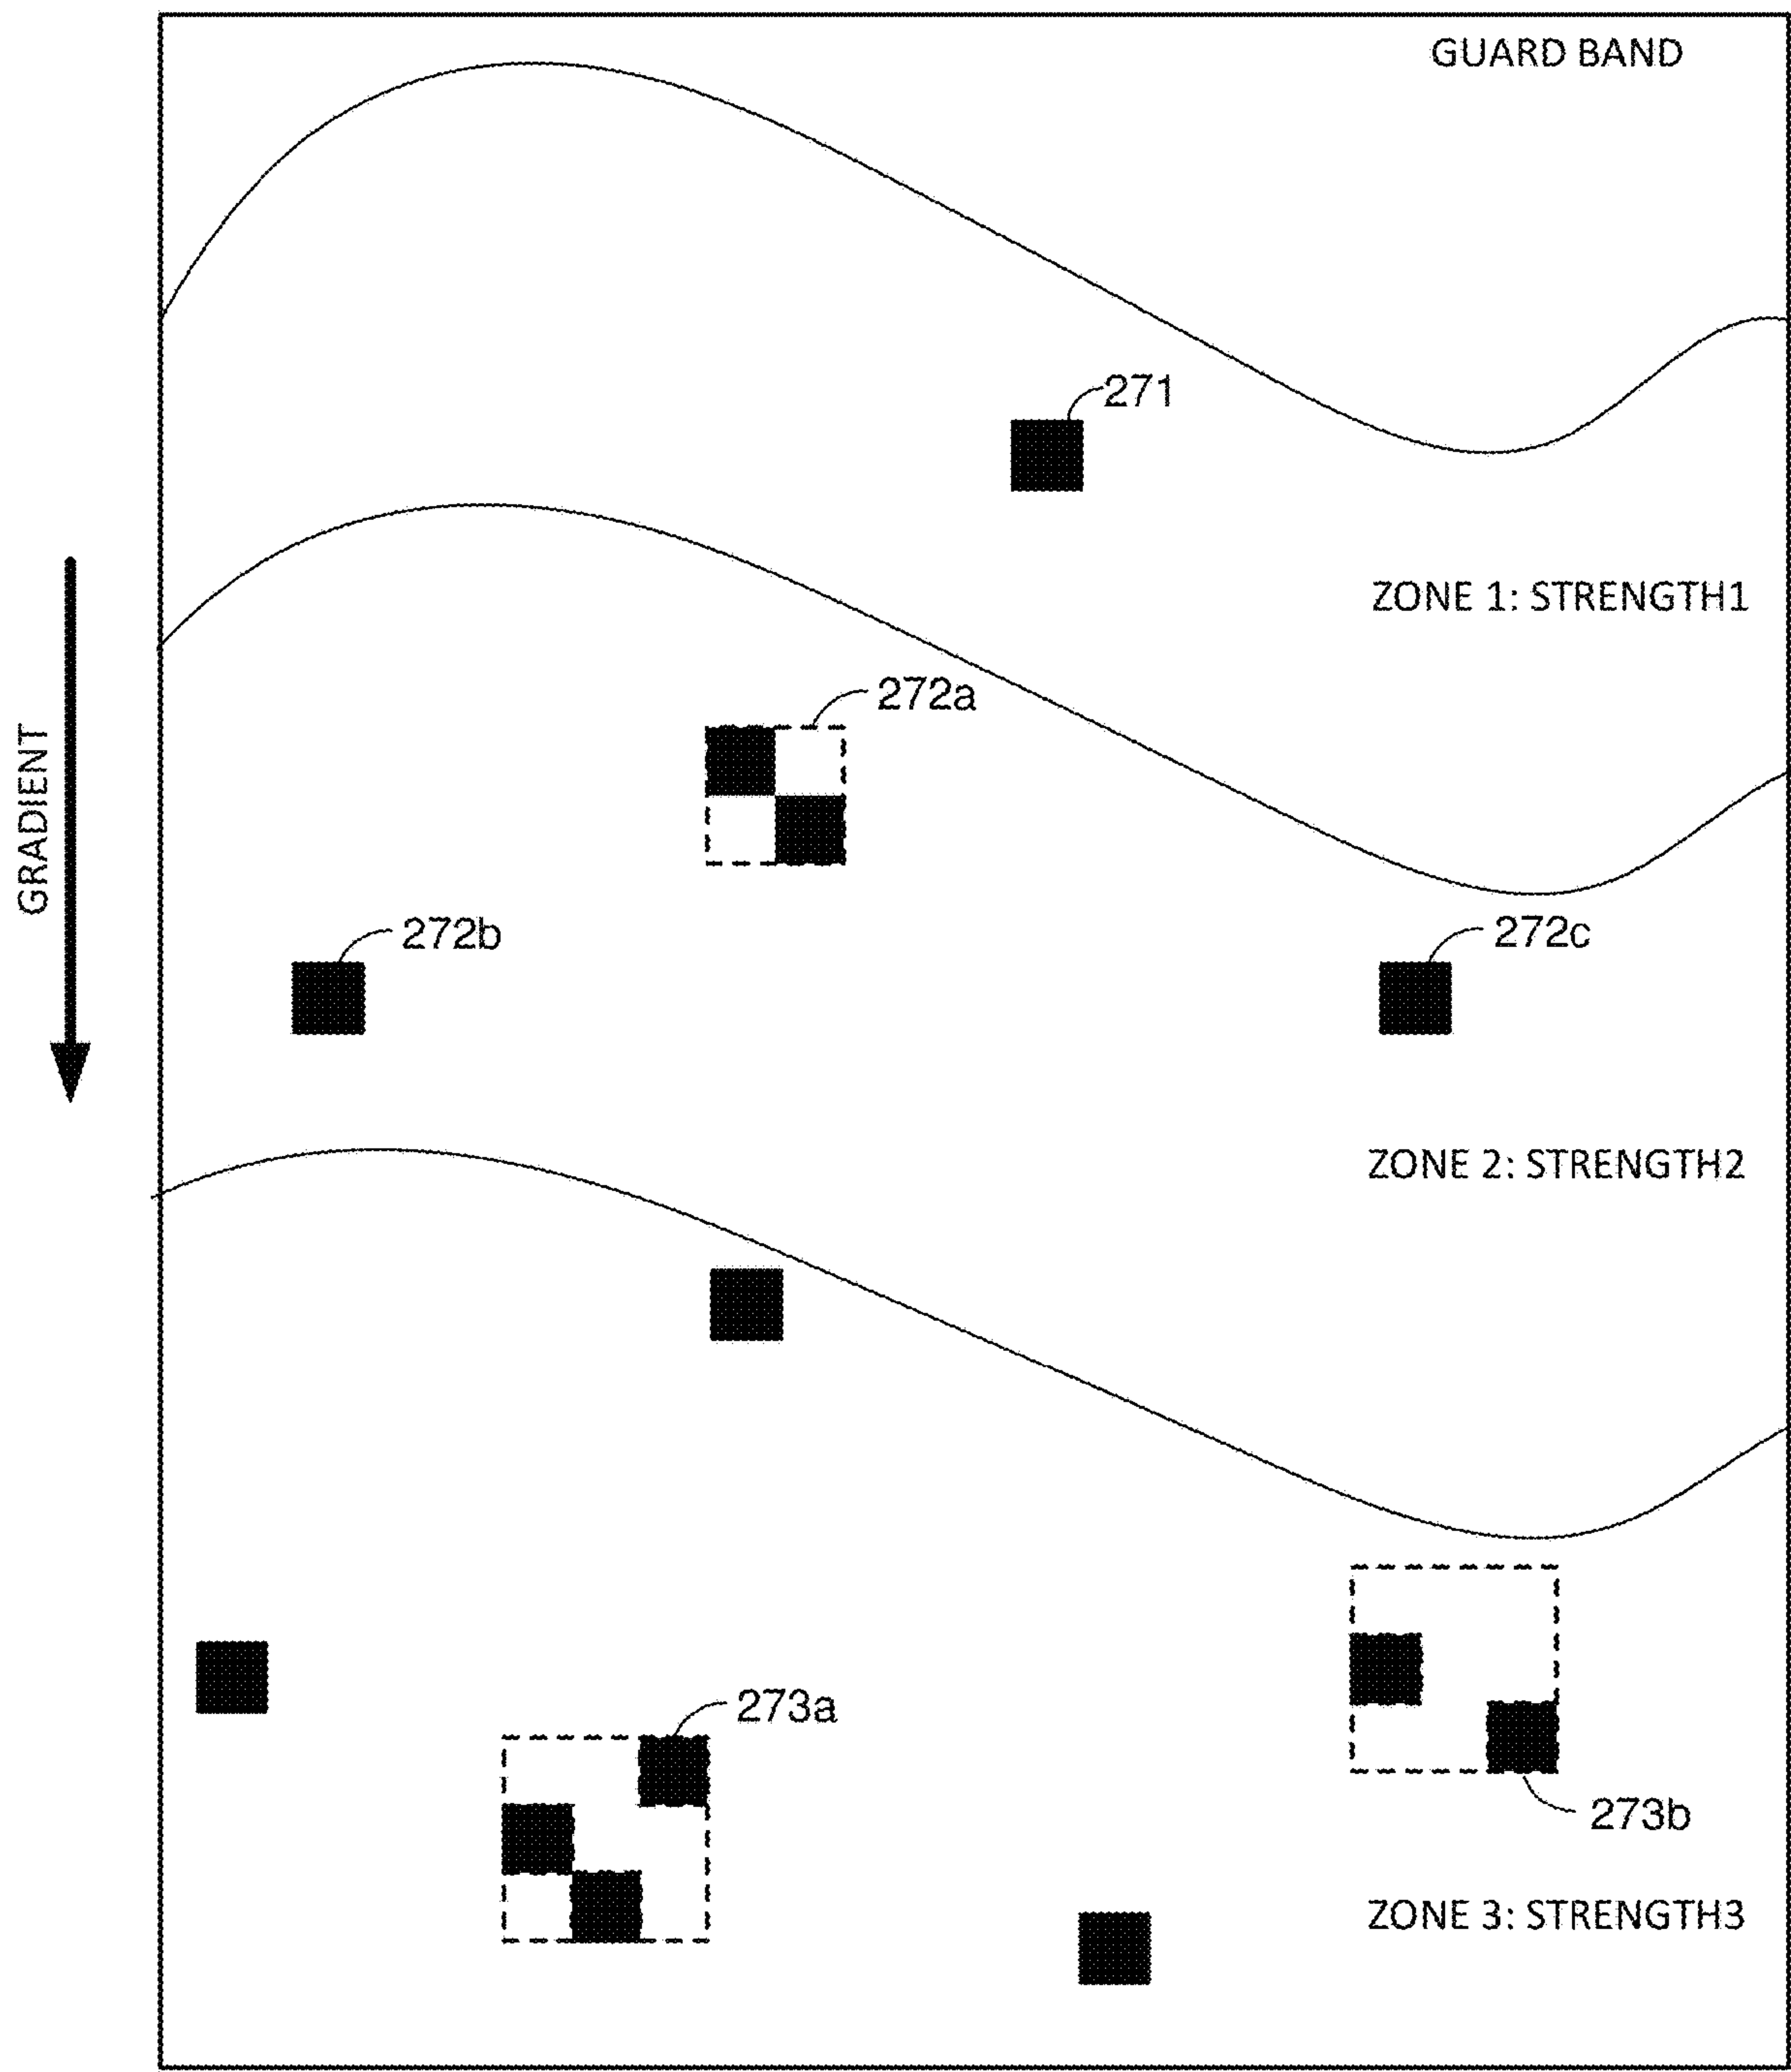 GUARD BAND
271
ZONE 1: STRENGTH1
272a
GRADIENT
272b
272c
ZONE 2: STRENGTH2
273a
273b
ZONE 3: STRENGTH3